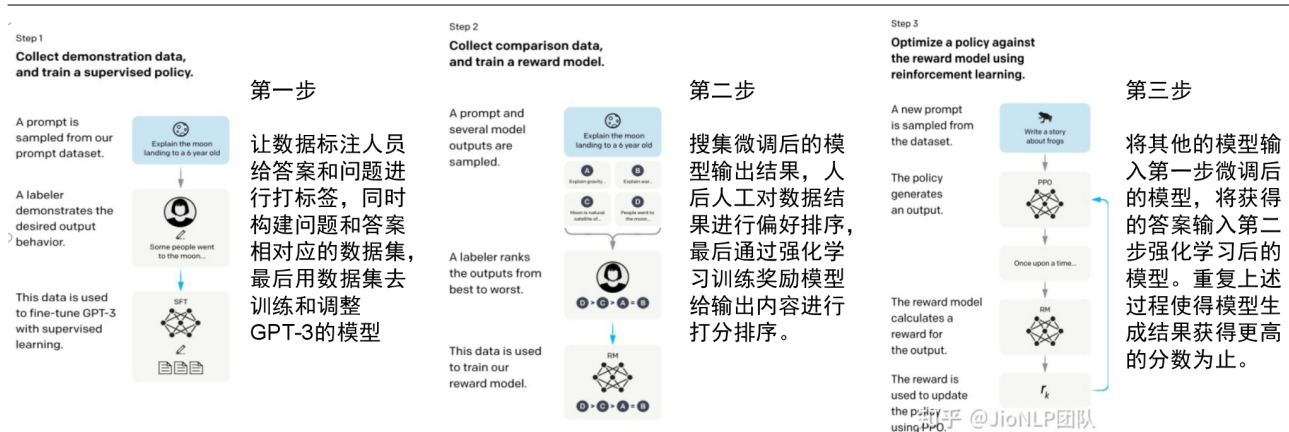 Step 1
Collect demonstration data,
and train a supervised policy.
A prompt is
sampled from our
prompt dataset.
Explain the moon
landing to a 6 year old
A labeler
demonstrates the
desired output
behavior.
Some people went
to the moon...
This data is used
to fine-tune GPT-3
with supervised
learning.
SFT
第一步
让数据标注人员
给答案和问题进
行打标签，同时
构建问题和答案
相对应的数据集，
最后用数据集去
训练和调整
GPT-3的模型
Step 2
Collect comparison data,
and train a reward model.
A prompt and
several model
outputs are
sampled.
Explain the moon
landing to a 6 year old
A
Explain gravity...
B
Explain war...
C
Moon is natural
satellite of...
D
People went to
the moon...
A labeler ranks
the outputs from
best to worst.
D > C > A = B
This data is used
to train our
reward model.
RM
D > C > A = B
第二步
搜集微调后的模
型输出结果，人
后人工对数据结
果进行偏好排序，
最后通过强化学
习训练奖励模型
给输出内容进行
打分排序。
Step 3
Optimize a policy against
the reward model using
reinforcement learning.
A new prompt
is sampled from
the dataset.
Write a story
about frogs
The policy
generates
an output.
PPO
Once upon a time...
The reward model
calculates a
reward for
the output.
RM
The reward is
used to update
the policy
using PPO.
rk
第三步
将其他的模型输
入第一步微调后
的模型，将获得
的答案输入第二
步强化学习后的
模型。重复上述
过程使得模型生
成结果获得更高
的分数为止。
知乎 @JioNLP团队